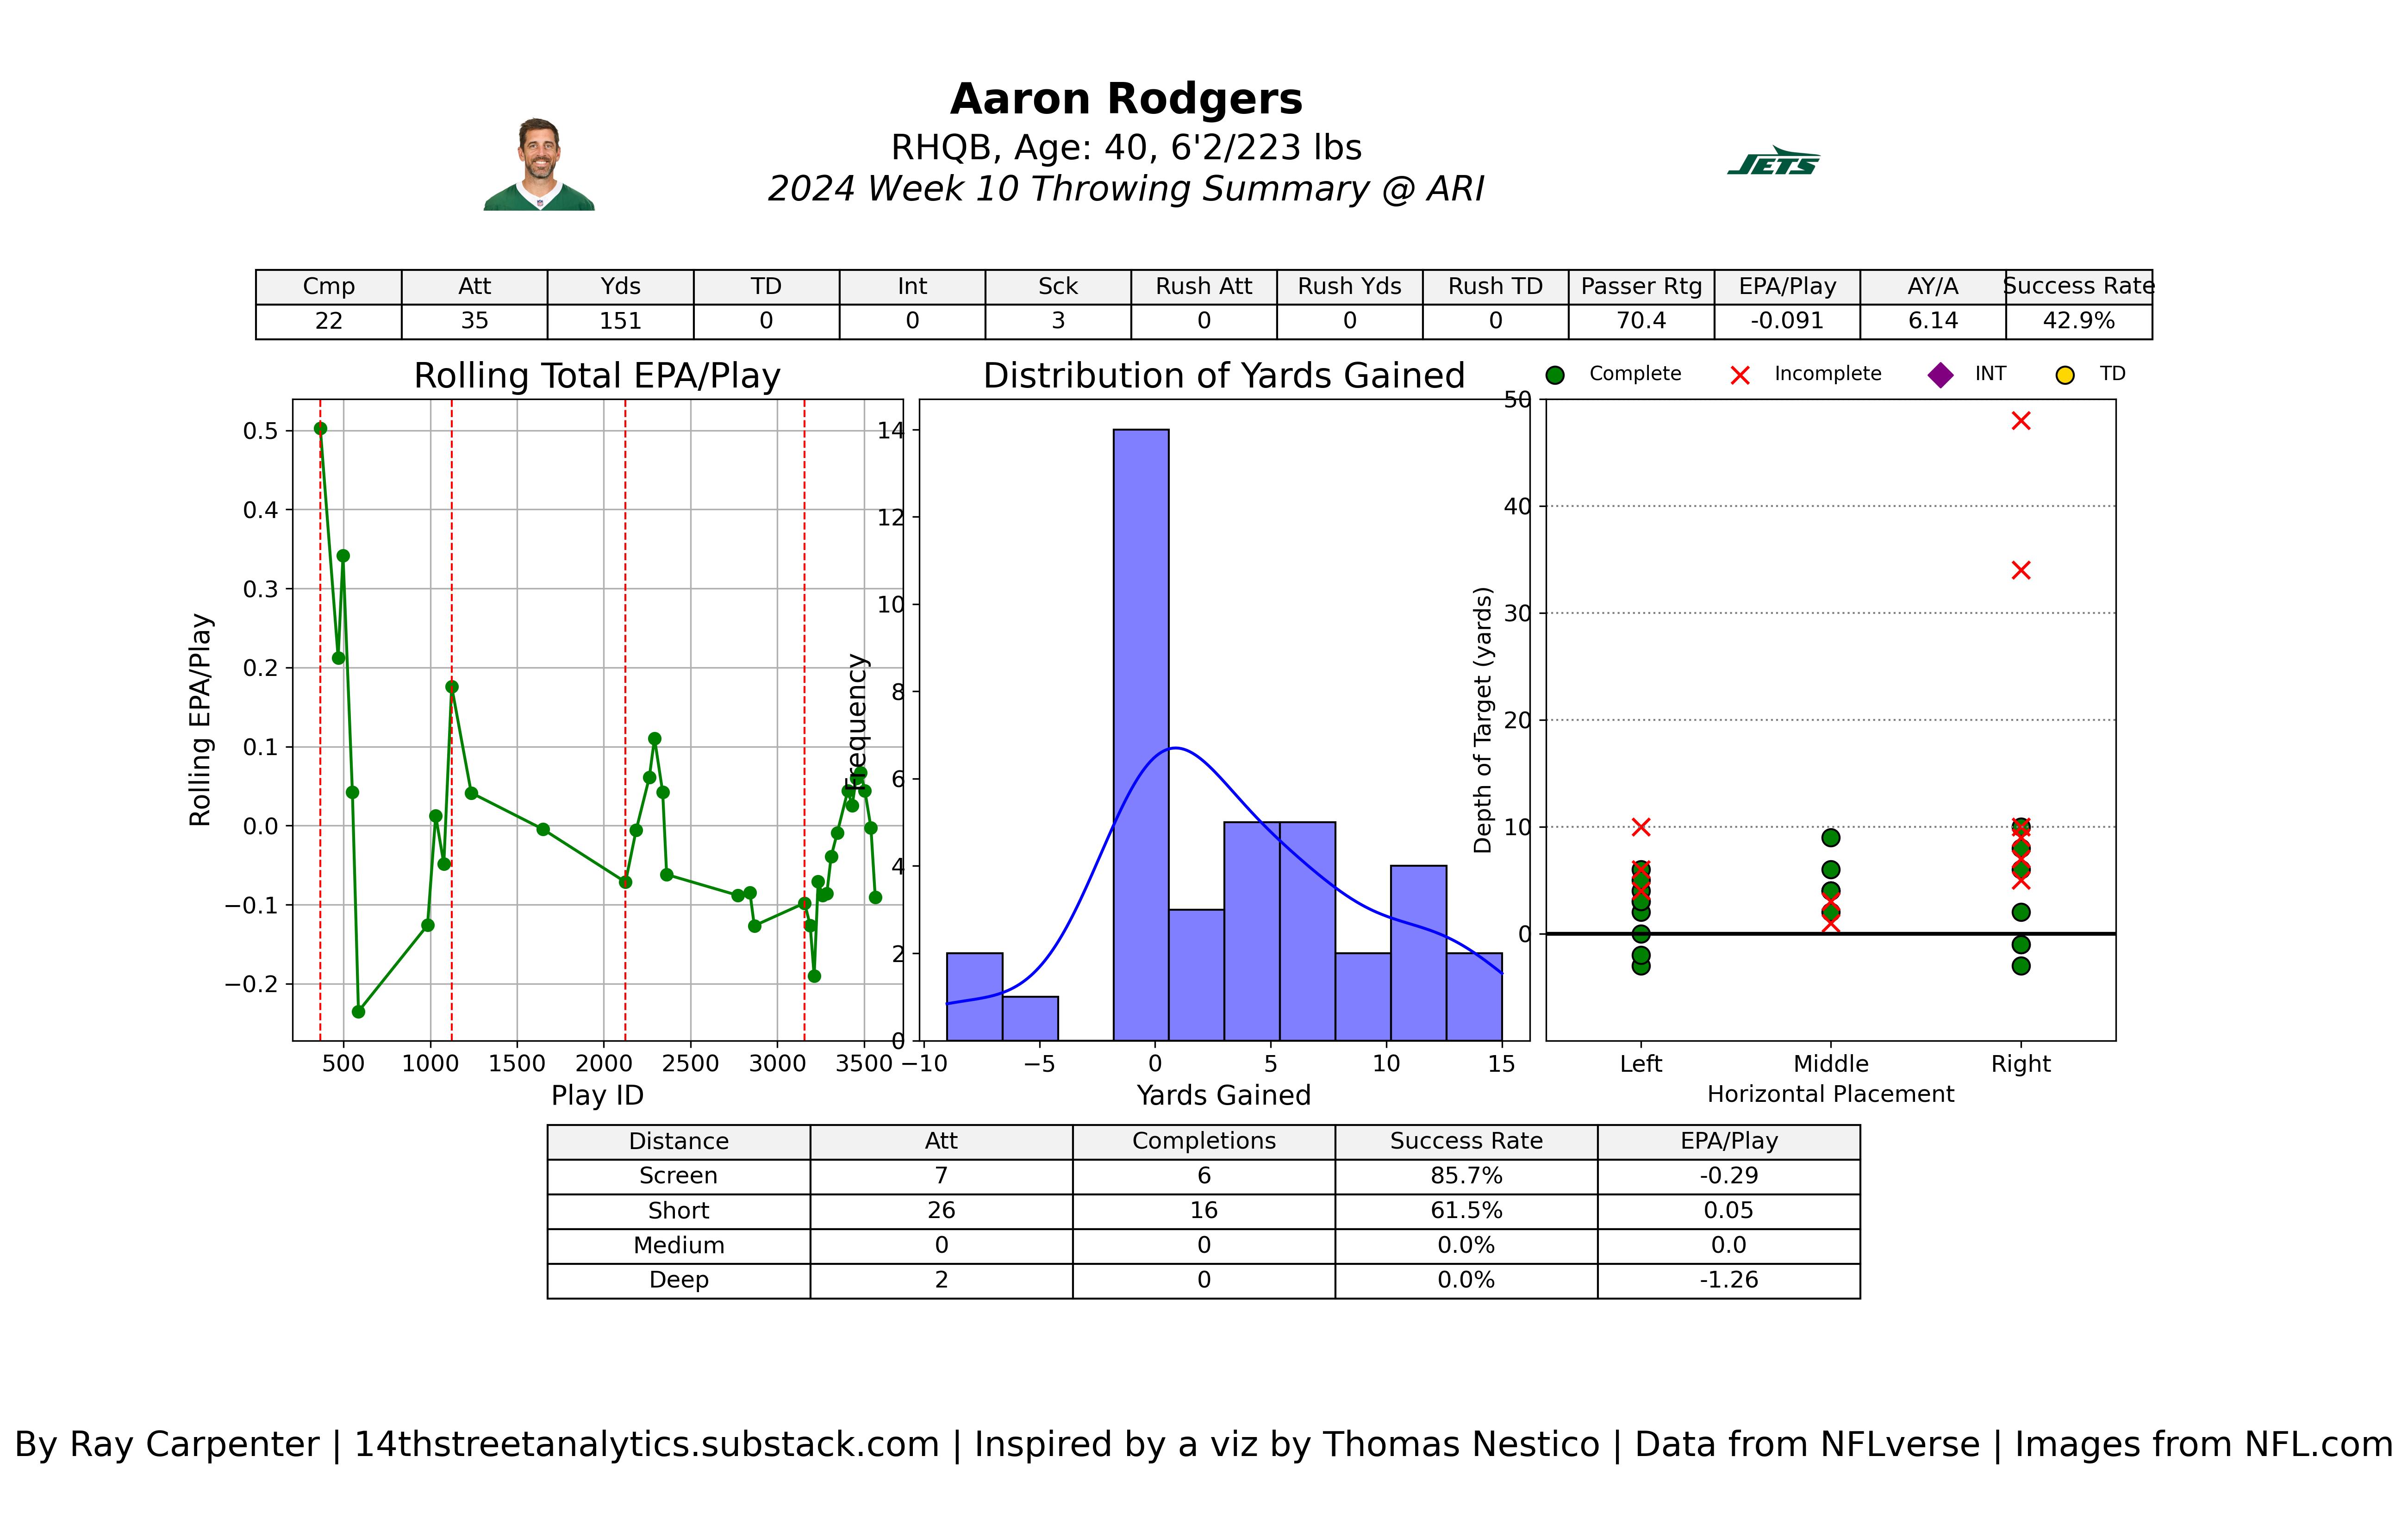 Aaron Rodgers
RHQB, Age: 40, 6'2/223 lbs
2024 Week 10 Throwing Summary @ ARI
JETS
Cmp Att Yds TD Int Sck Rush Att Rush Yds Rush TD Passer Rtg EPA/Play AY/A Success Rate
22 35 151 0 0 3 0 0 0 70.4 -0.091 6.14 42.9%
Rolling Total EPA/Play
Rolling EPA/Play
0.5
0.4
0.3
0.2
0.1
0.0
−0.1
−0.2
500 1000 1500 2000 2500 3000 3500
Play ID
Distribution of Yards Gained
Frequency
14
12
10
8
6
4
2
0
−10 −5 0 5 10 15
Yards Gained
Complete Incomplete INT TD
Depth of Target (yards)
50
40
30
20
10
0
Left Middle Right
Horizontal Placement
Distance Att Completions Success Rate EPA/Play
Screen 7 6 85.7% -0.29
Short 26 16 61.5% 0.05
Medium 0 0 0.0% 0.0
Deep 2 0 0.0% -1.26
By Ray Carpenter | 14thstreetanalytics.substack.com | Inspired by a viz by Thomas Nestico | Data from NFLverse | Images from NFL.com